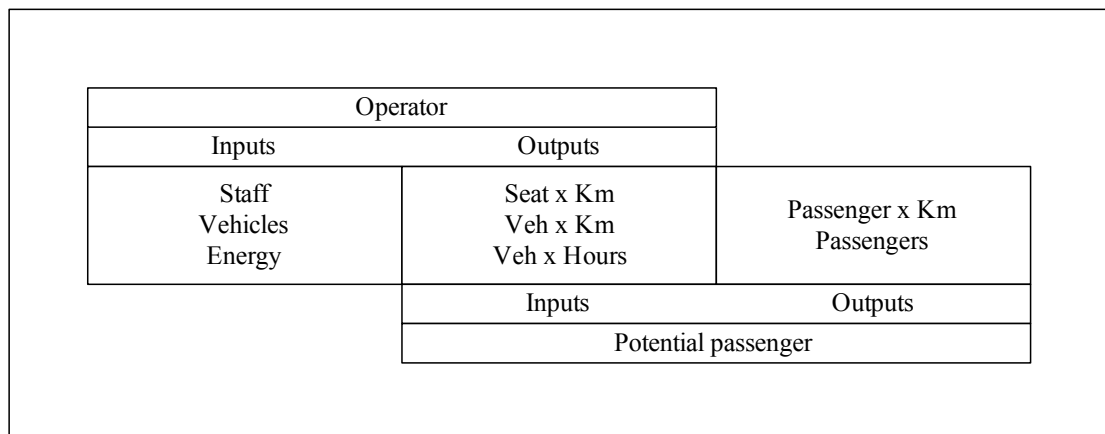 Operator
Inputs Outputs
Staff
Vehicles
Energy
Seat x Km
Veh x Km
Veh x Hours
Passenger x Km
Passengers
Inputs Outputs
Potential passenger